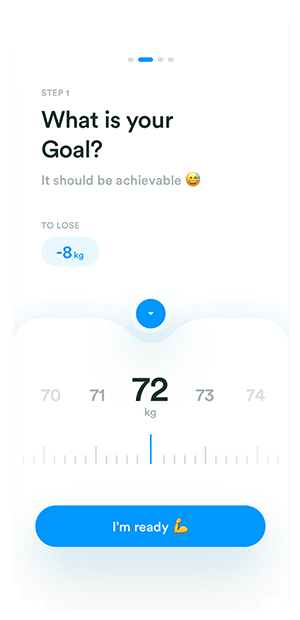 STEP 1
What is your
Goal?
It should be achievable 😅
TO LOSE
-8 kg
70 71 72 73 74
kg
I'm ready 💪